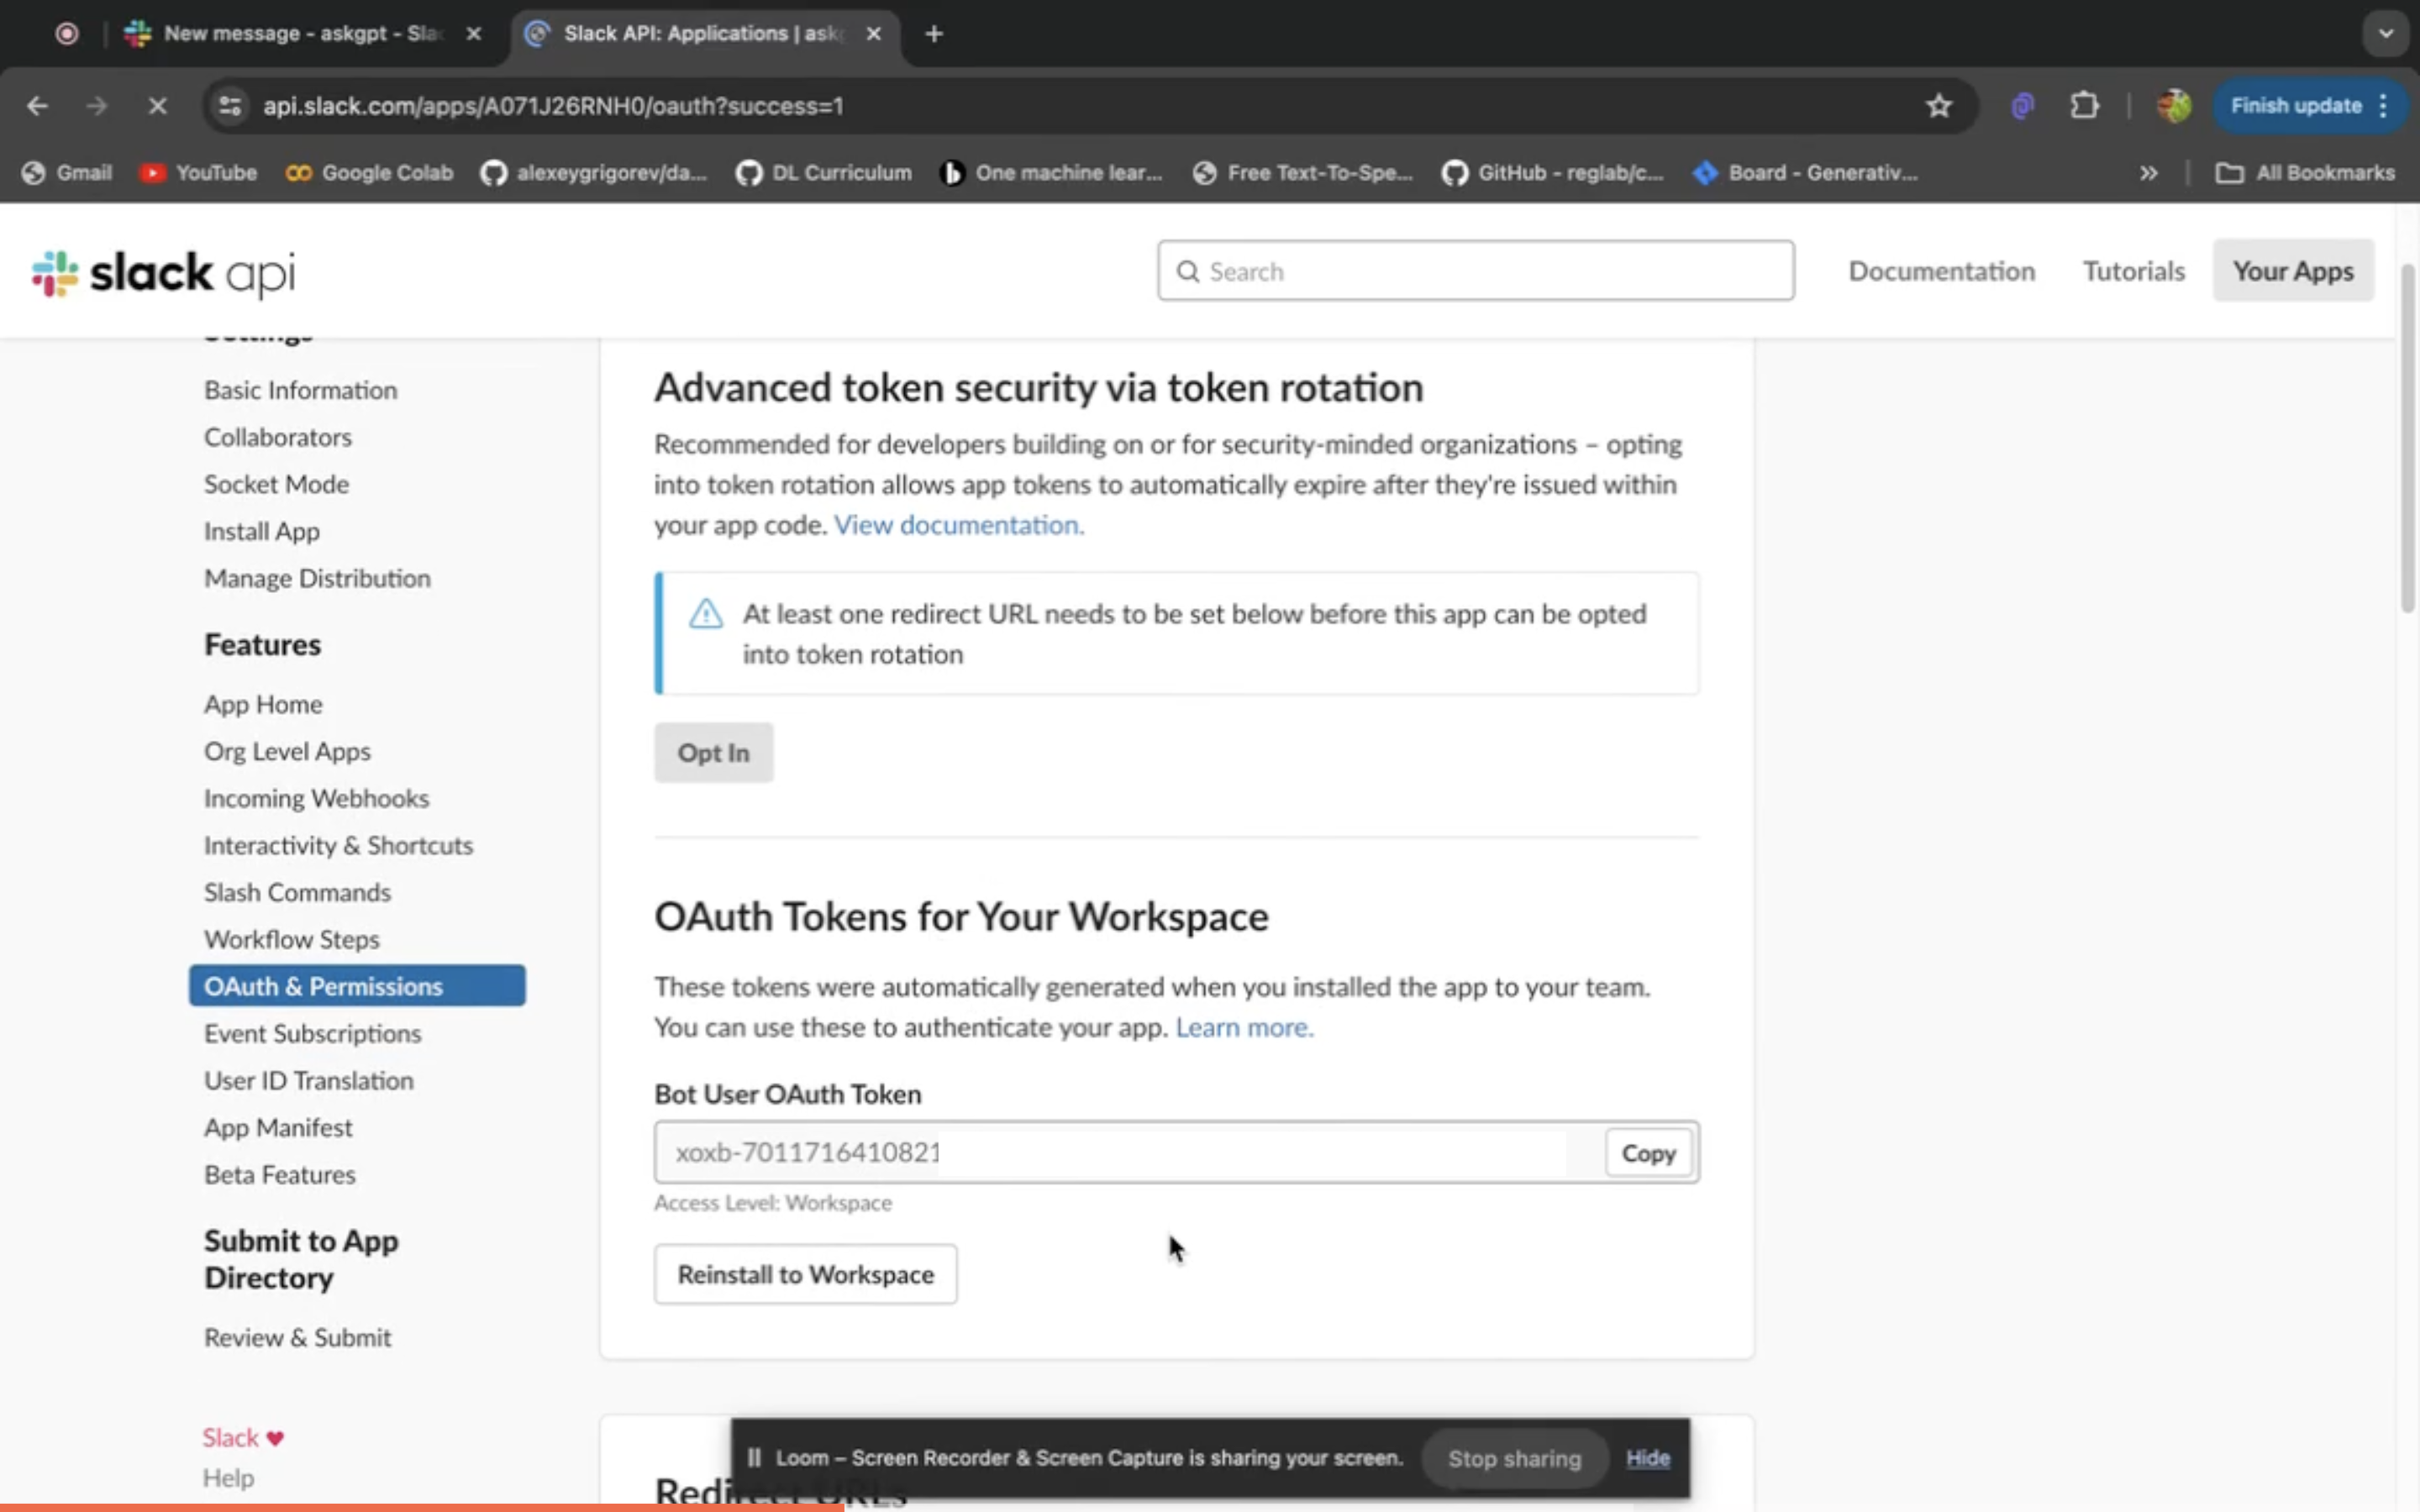 New message - askgpt - Sla
Slack API: Applications | ask
api.slack.com/apps/A071J26RNH0/oauth?success=1
Finish update
Gmail
YouTube
Google Colab
alexeygrigorev/da...
DL Curriculum
One machine lear...
Free Text-To-Spe...
GitHub - reglab/c...
Board - Generativ...
All Bookmarks
slack api
Search
Documentation
Tutorials
Your Apps
Settings
Basic Information
Collaborators
Socket Mode
Install App
Manage Distribution
Features
App Home
Org Level Apps
Incoming Webhooks
Interactivity & Shortcuts
Slash Commands
Workflow Steps
OAuth & Permissions
Event Subscriptions
User ID Translation
App Manifest
Beta Features
Submit to App
Directory
Review & Submit
Slack ♥
Help
Advanced token security via token rotation
Recommended for developers building on or for security-minded organizations – opting
into token rotation allows app tokens to automatically expire after they're issued within
your app code. View documentation.
At least one redirect URL needs to be set below before this app can be opted
into token rotation
Opt In
OAuth Tokens for Your Workspace
These tokens were automatically generated when you installed the app to your team.
You can use these to authenticate your app. Learn more.
Bot User OAuth Token
xoxb-7011716410821
Copy
Access Level: Workspace
Reinstall to Workspace
Loom – Screen Recorder & Screen Capture is sharing your screen.
Stop sharing
Hide
Redirect URLs